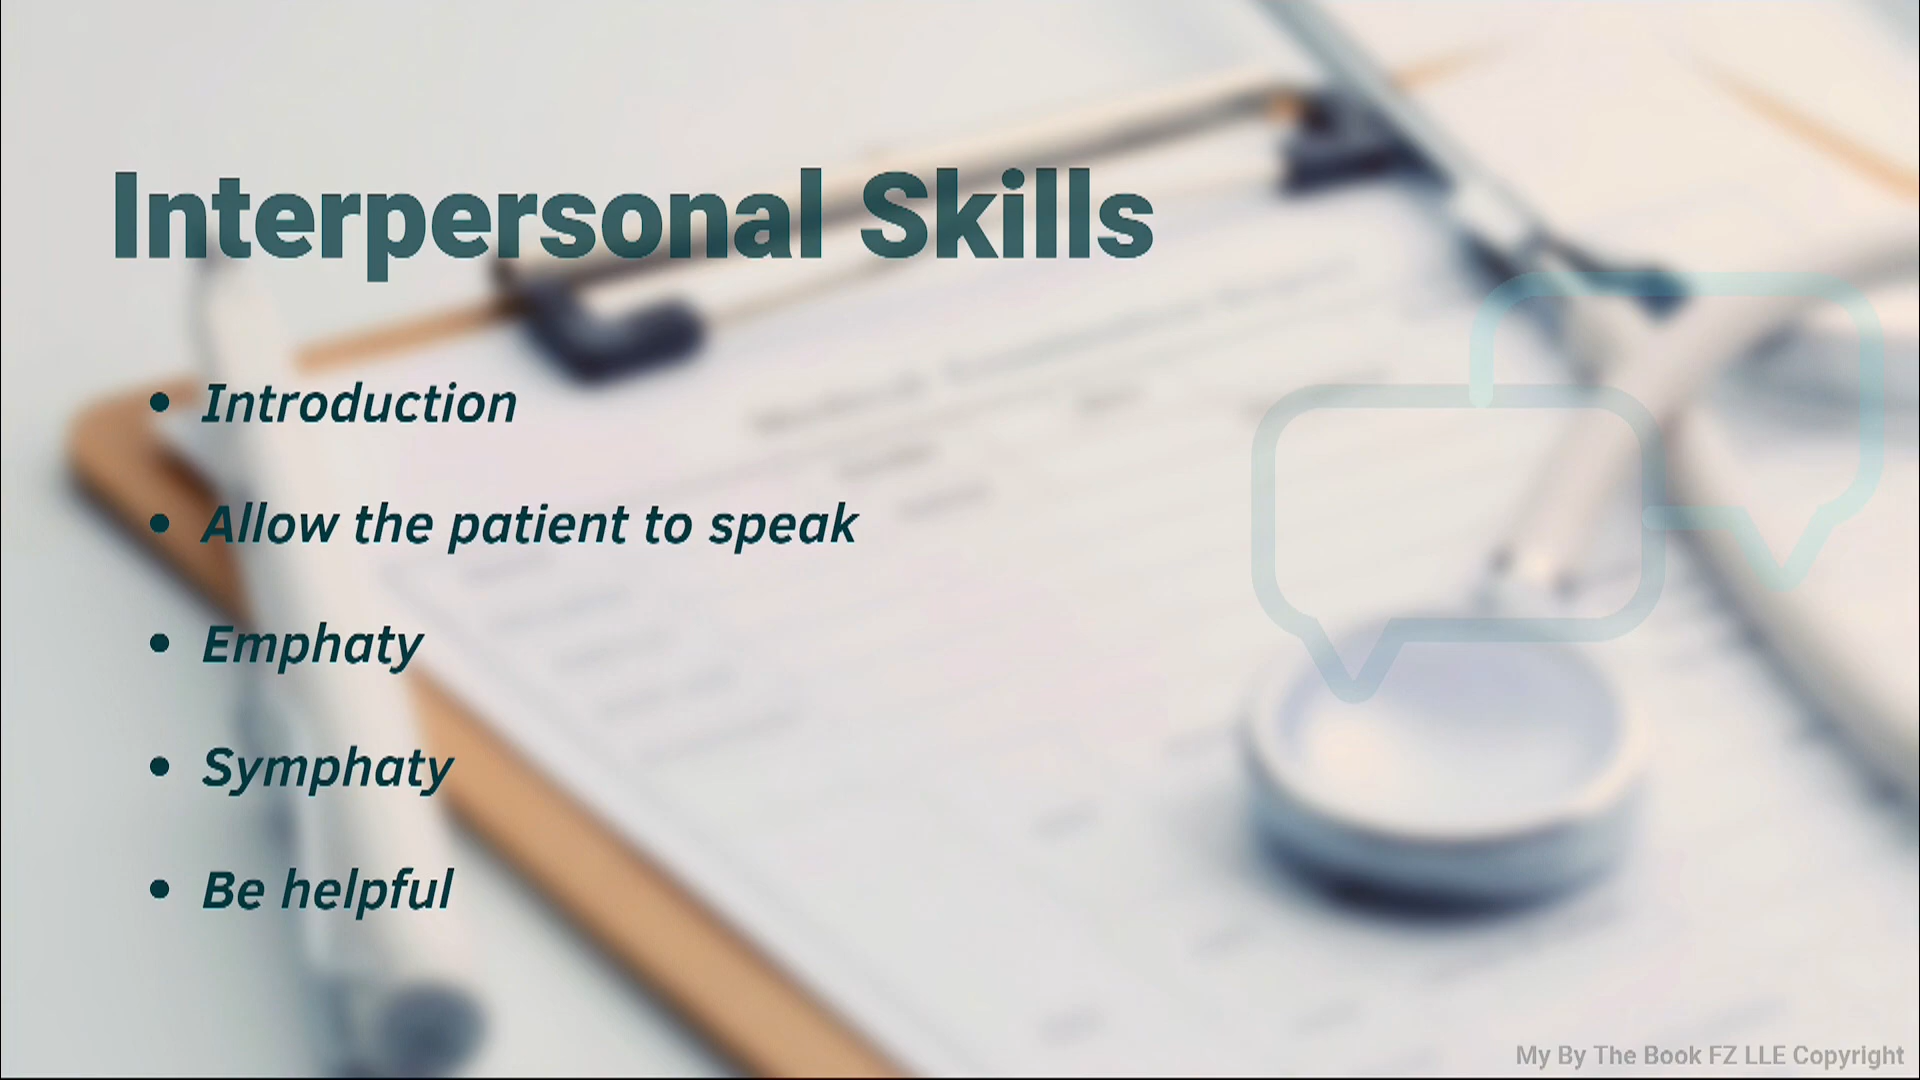 Interpersonal Skills
• Introduction
• Allow the patient to speak
• Emphaty
• Symphaty
• Be helpful
My By The Book FZ LLE Copyright